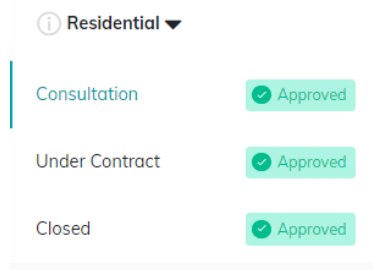 Residential
Consultation Approved
Under Contract Approved
Closed Approved